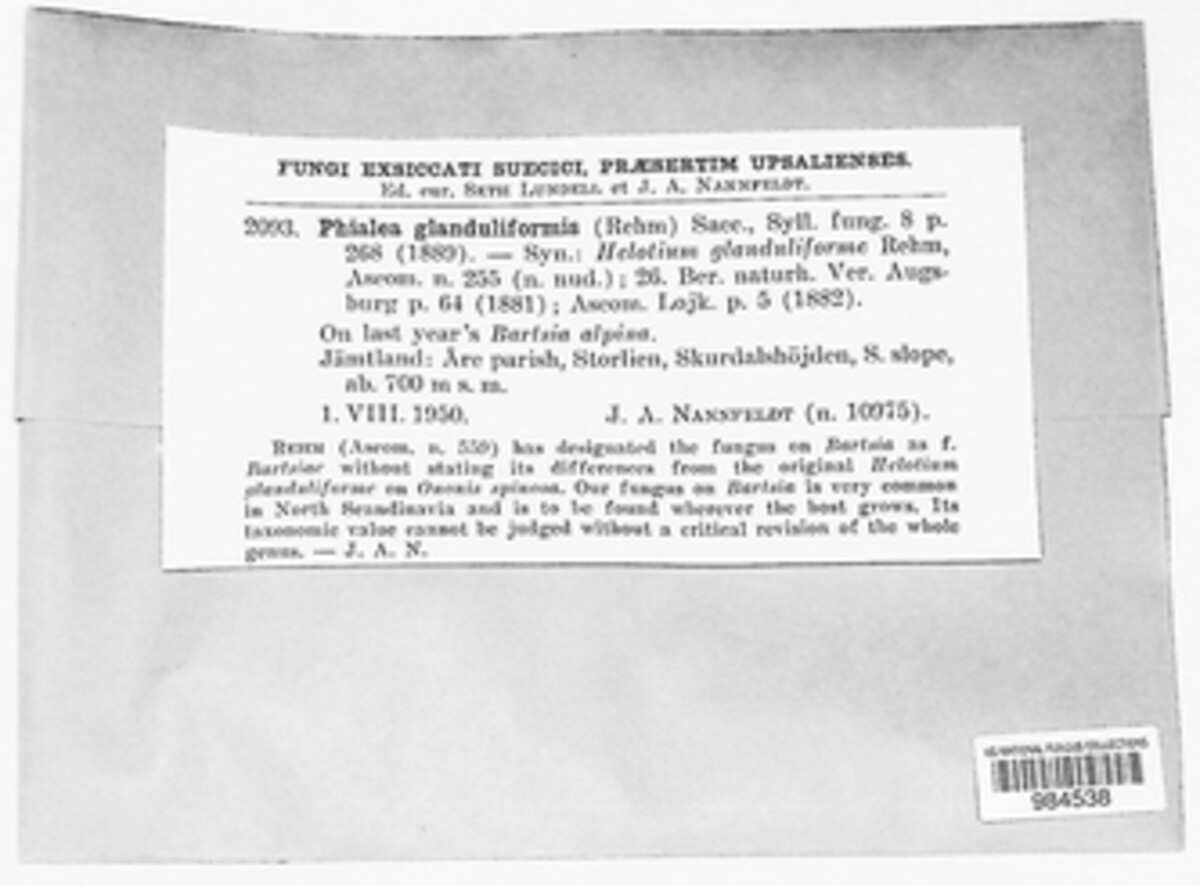 FUNGI EXSICCATI SUECICI, PRÆSERTIM UPSALIENSES.
Ed. cur. SETH LUNDELL et J. A. NANNFELDT.
2093. Phialea glanduliformis (Rehm) Sacc., Syll. fung. 8 p.
268 (1889). — Syn.: Helotium glanduliforme Rehm,
Ascom. n. 255 (n. nud.); 26. Ber. naturh. Ver. Augs-
burg p. 64 (1881); Ascom. Lojk. p. 5 (1882).
On last year's Bartsia alpina.
Jämtland: Åre parish, Storlien, Skurdalshöjden, S. slope,
ab. 700 m s. m.
1. VIII. 1950. J. A. NANNFELDT (n. 10975).
REHM (Ascom. n. 559) has designated the fungus on Bartsia as f.
Bartsiae without stating its differences from the original Helotium
glanduliforme on Ononis spinosa. Our fungus on Bartsia is very common
in North Scandinavia and is to be found wherever the host grows. Its
taxonomic value cannot be judged without a critical revision of the whole
genus. — J. A. N.
US NATIONAL FUNGUS COLLECTIONS
984538